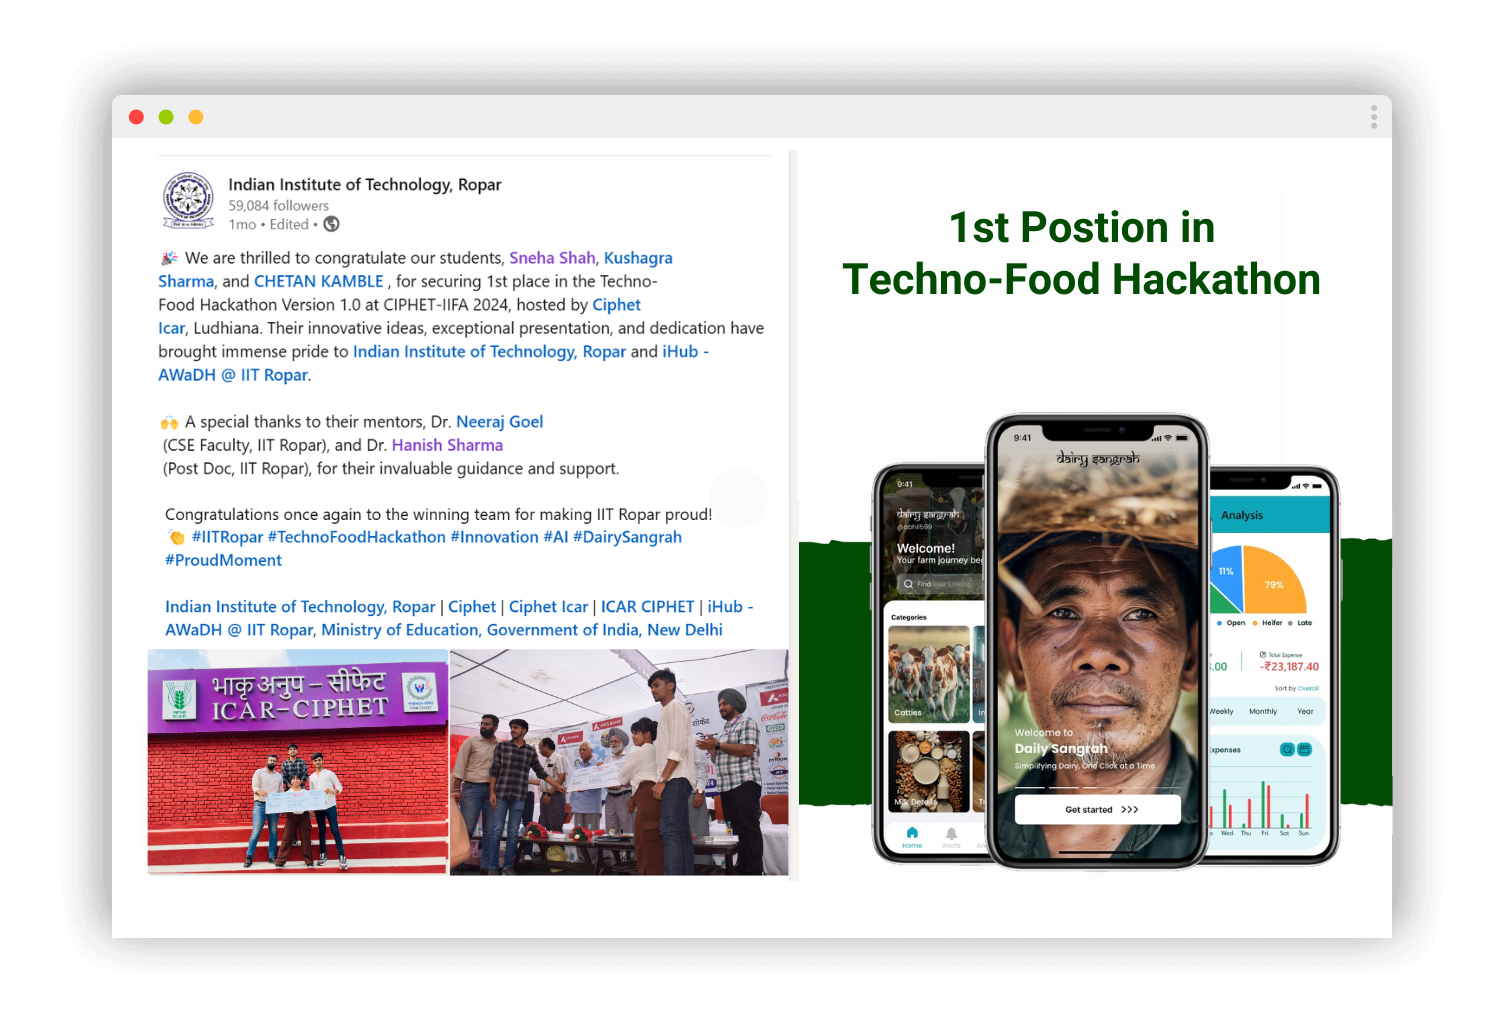 Indian Institute of Technology, Ropar
59,084 followers
1mo • Edited •
🎉 We are thrilled to congratulate our students, Sneha Shah, Kushagra
Sharma, and CHETAN KAMBLE , for securing 1st place in the Techno-
Food Hackathon Version 1.0 at CIPHET-IIFA 2024, hosted by Ciphet
Icar, Ludhiana. Their innovative ideas, exceptional presentation, and dedication have
brought immense pride to Indian Institute of Technology, Ropar and iHub -
AWaDH @ IIT Ropar.
🙌 A special thanks to their mentors, Dr. Neeraj Goel
(CSE Faculty, IIT Ropar), and Dr. Hanish Sharma
(Post Doc, IIT Ropar), for their invaluable guidance and support.
Congratulations once again to the winning team for making IIT Ropar proud!
👏 #IITRopar #TechnoFoodHackathon #Innovation #AI #DairySangrah
#ProudMoment
Indian Institute of Technology, Ropar | Ciphet | Ciphet Icar | ICAR CIPHET | iHub -
AWaDH @ IIT Ropar, Ministry of Education, Government of India, New Delhi
भाकृअनुप – सीफेट
ICAR-CIPHET
ICAR
AXIS BANK
AXIS BANK
सीफेट
1st Postion in
Techno-Food Hackathon
9:41
dairy sangrah
@abhi1599
Welcome!
Your farm journey beg
Find
Categories
Cattles
In
Milk Details
Home
Alerts
9:41
dairy sangrah
Welcome to
Daily Sangrah
Simplifying Dairy, One Click at a Time
Get started >>>
Analysis
11%
79%
Open Heifer Late
Total Expense
.00
-₹23,187.40
Sort by Overall
Weekly Monthly Year
xpenses
e Wed Thu Fri Sat Sun